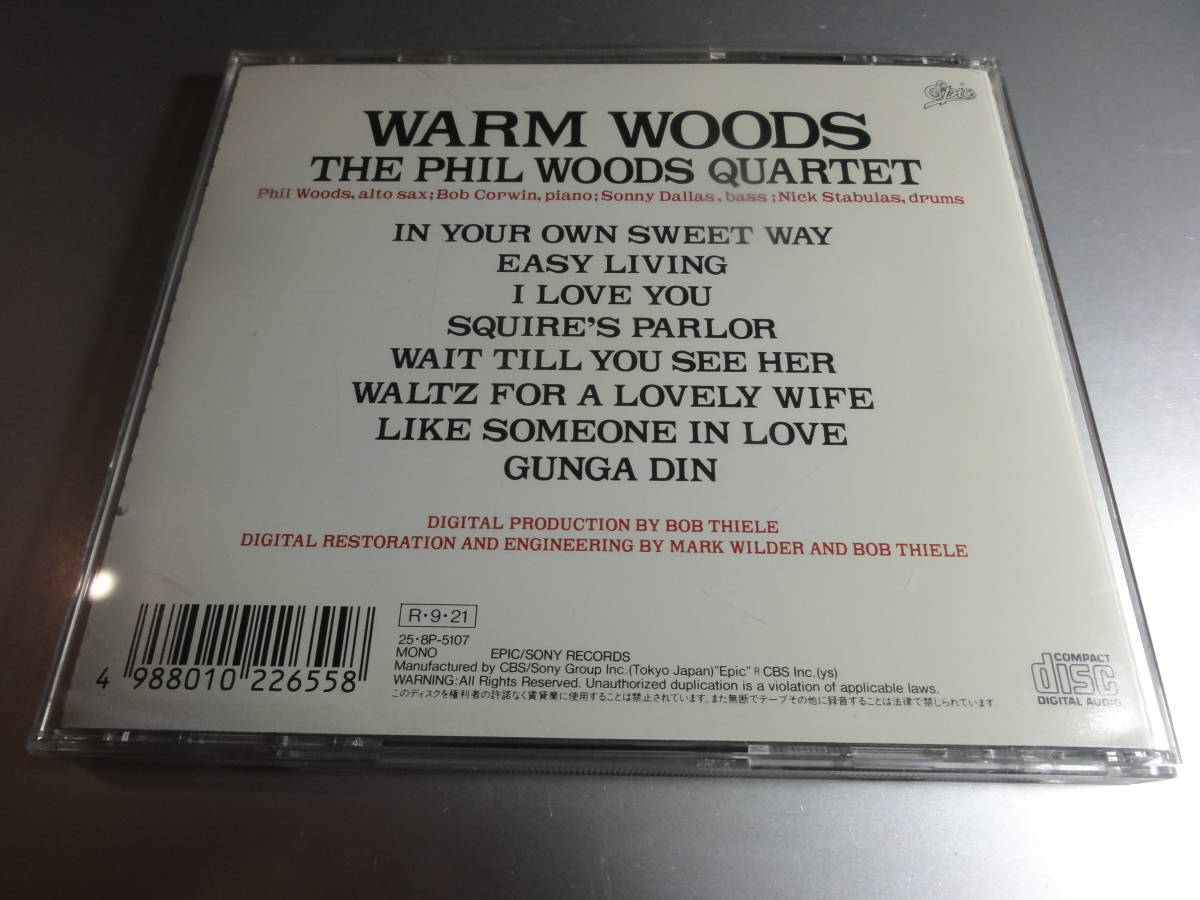 Epic
WARM WOODS
THE PHIL WOODS QUARTET
Phil Woods, alto sax; Bob Corwin, piano; Sonny Dallas, bass; Nick Stabulas, drums
IN YOUR OWN SWEET WAY
EASY LIVING
I LOVE YOU
SQUIRE'S PARLOR
WAIT TILL YOU SEE HER
WALTZ FOR A LOVELY WIFE
LIKE SOMEONE IN LOVE
GUNGA DIN
DIGITAL PRODUCTION BY BOB THIELE
DIGITAL RESTORATION AND ENGINEERING BY MARK WILDER AND BOB THIELE
R・9・21
25・8P-5107
MONO EPIC/SONY RECORDS
Manufactured by CBS/Sony Group Inc.(Tokyo Japan)"Epic" R CBS Inc.(ys)
WARNING:All Rights Reserved. Unauthorized duplication is a violation of applicable laws.
このディスクを権利者の許諾なく賃貸業に使用することは禁止されています。また無断でテープその他に録音することは法律で禁じられています
4 988010 226558
COMPACT
disc
DIGITAL AUDIO